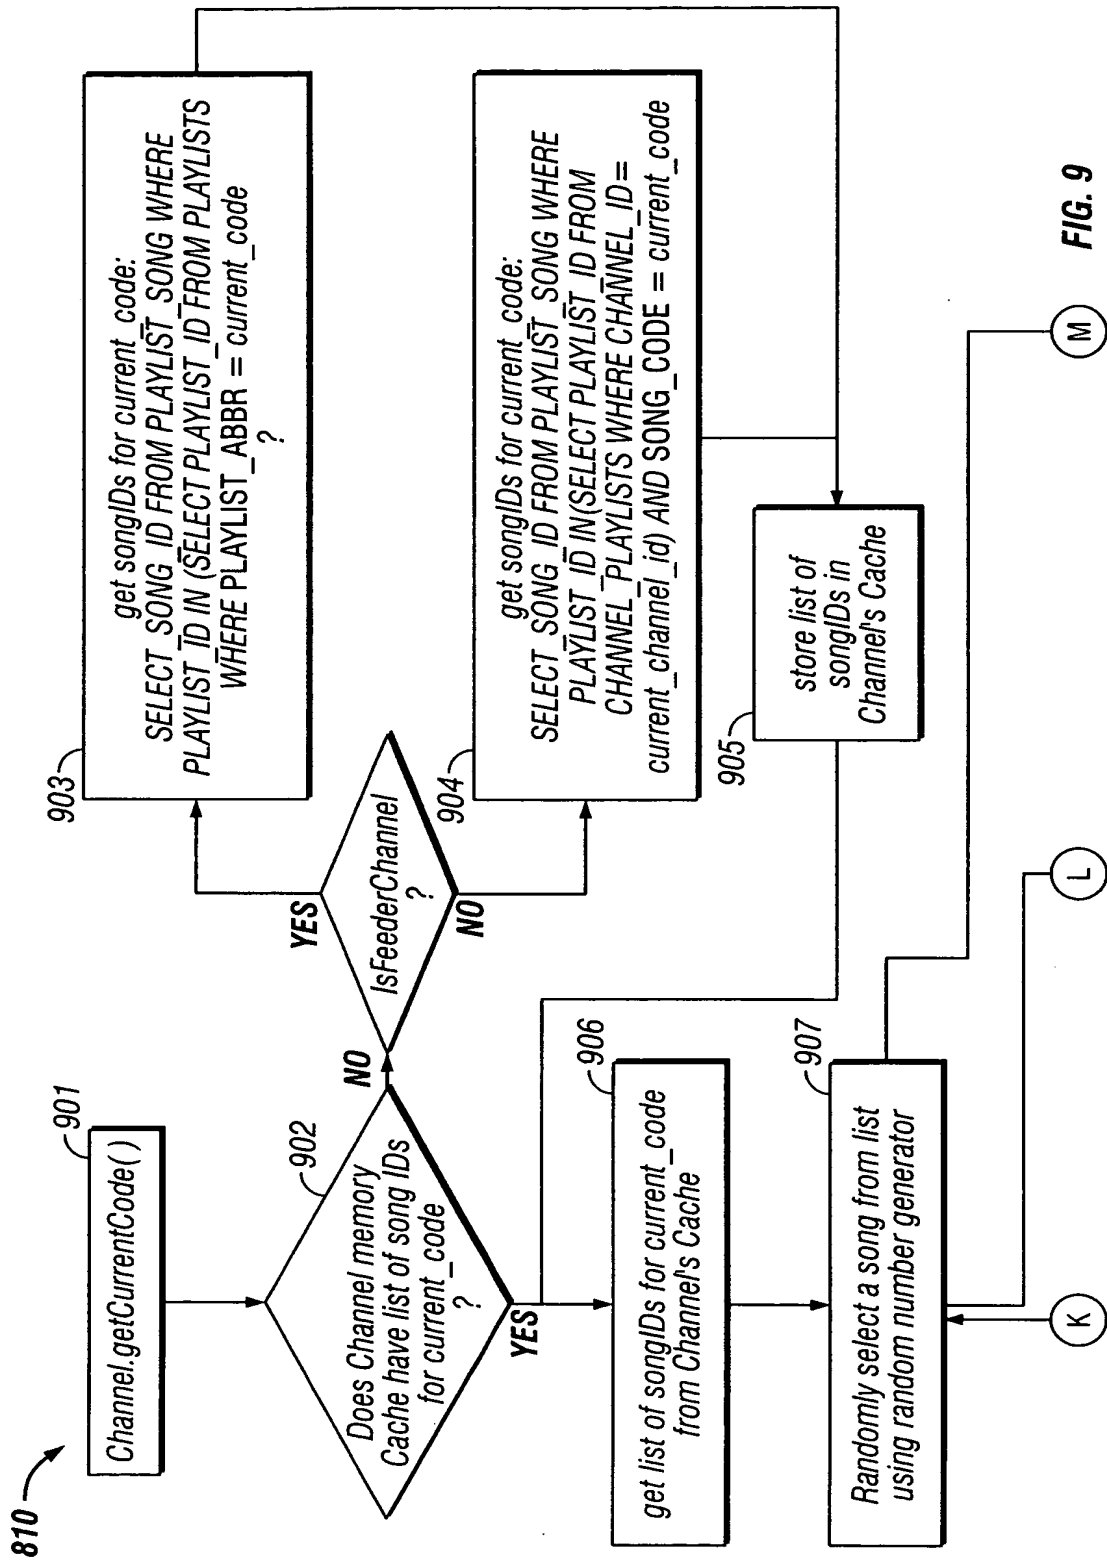 810
901
Channel.getCurrentCode()
902
Does Channel memory
Cache have list of song IDs
for current_code
?
NO
YES
IsFeederChannel
?
YES
NO
903
get songIDs for current_code:
SELECT_SONG_ID FROM PLAYLIST_SONG WHERE
PLAYLIST_ID IN (SELECT PLAYLIST_ID FROM PLAYLISTS
WHERE PLAYLIST_ABBR = current_code
?
904
get songIDs for current_code:
SELECT_SONG_ID FROM PLAYLIST_SONG WHERE
PLAYLIST_ID IN(SELECT PLAYLIST_ID FROM
CHANNEL_PLAYLISTS WHERE CHANNEL_ID=
current_channel_id) AND SONG_CODE = current_code
905
store list of
songIDs in
Channel's Cache
906
get list of songIDs for current_code
from Channel's Cache
907
Randomly select a song from list
using random number generator
K
L
M
FIG. 9